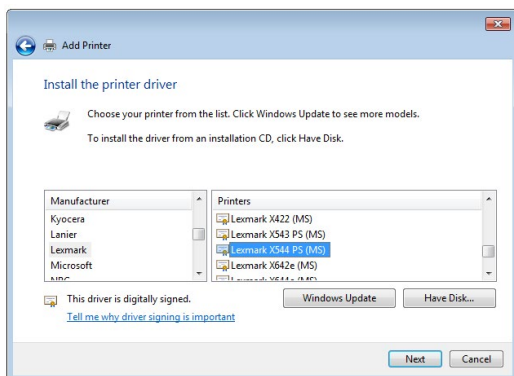 Add Printer
Install the printer driver
Choose your printer from the list. Click Windows Update to see more models.
To install the driver from an installation CD, click Have Disk.
Manufacturer
Kyocera
Lanier
Lexmark
Microsoft
Printers
Lexmark X422 (MS)
Lexmark X543 PS (MS)
Lexmark X544 PS (MS)
Lexmark X642e (MS)
This driver is digitally signed.
Tell me why driver signing is important
Windows Update
Have Disk...
Next
Cancel